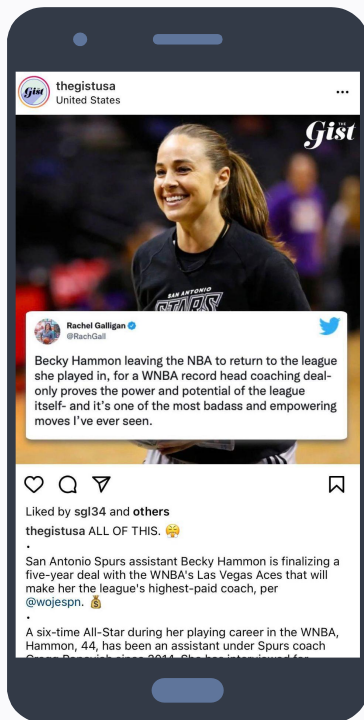 Gist
thegistusa
United States
THE
Gist
SAN ANTONIO
STARS
Rachel Galligan
@RachGall
Becky Hammon leaving the NBA to return to the league
she played in, for a WNBA record head coaching deal-
only proves the power and potential of the league
itself- and it's one of the most badass and empowering
moves I've ever seen.
Liked by sgl34 and others
thegistusa ALL OF THIS. 😤
•
San Antonio Spurs assistant Becky Hammon is finalizing a
five-year deal with the WNBA's Las Vegas Aces that will
make her the league's highest-paid coach, per
@wojespn. 💰
•
A six-time All-Star during her playing career in the WNBA,
Hammon, 44, has been an assistant under Spurs coach